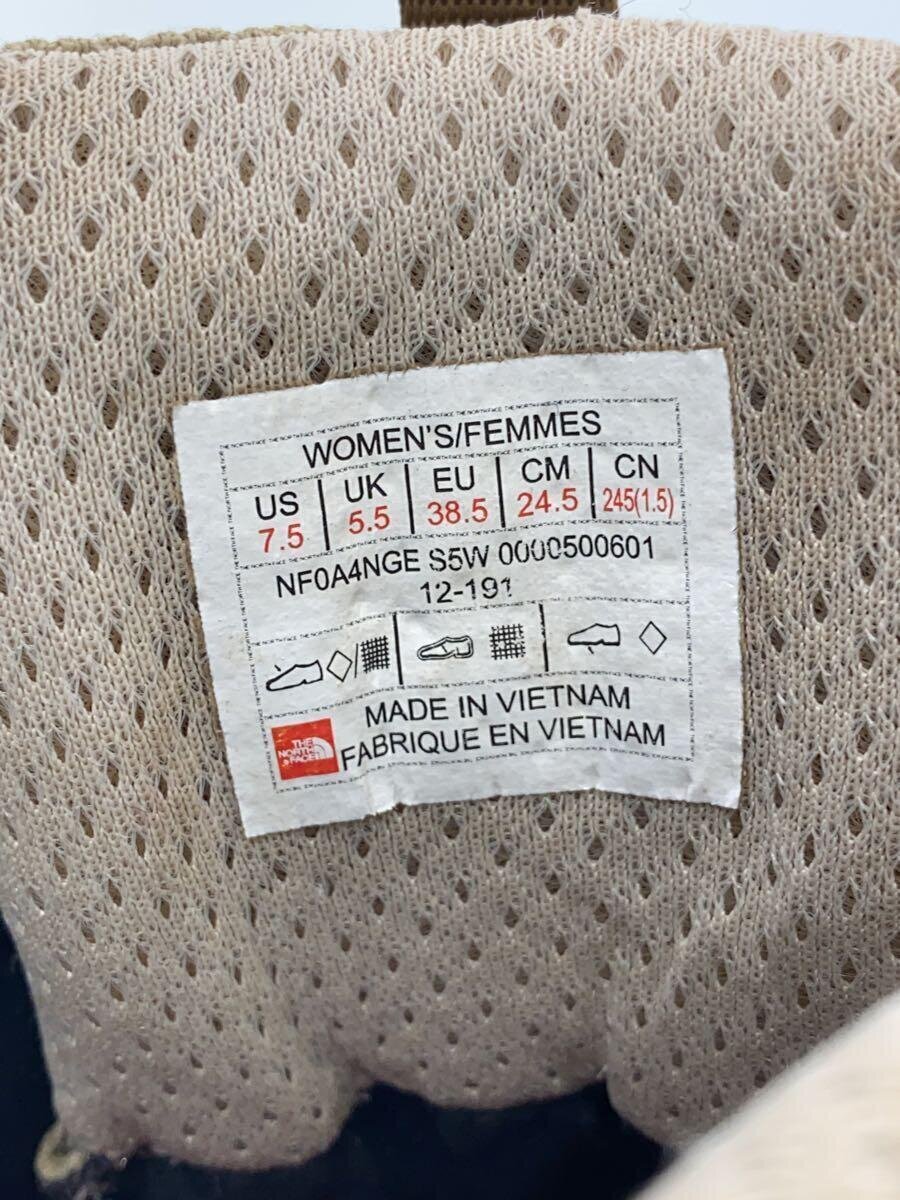 WOMEN'S/FEMMES
US UK EU CM CN
7.5 5.5 38.5 24.5 245(1.5)
NF0A4NGE S5W 0000500601
12-191
MADE IN VIETNAM
FABRIQUE EN VIETNAM
THE
NORTH
FACE